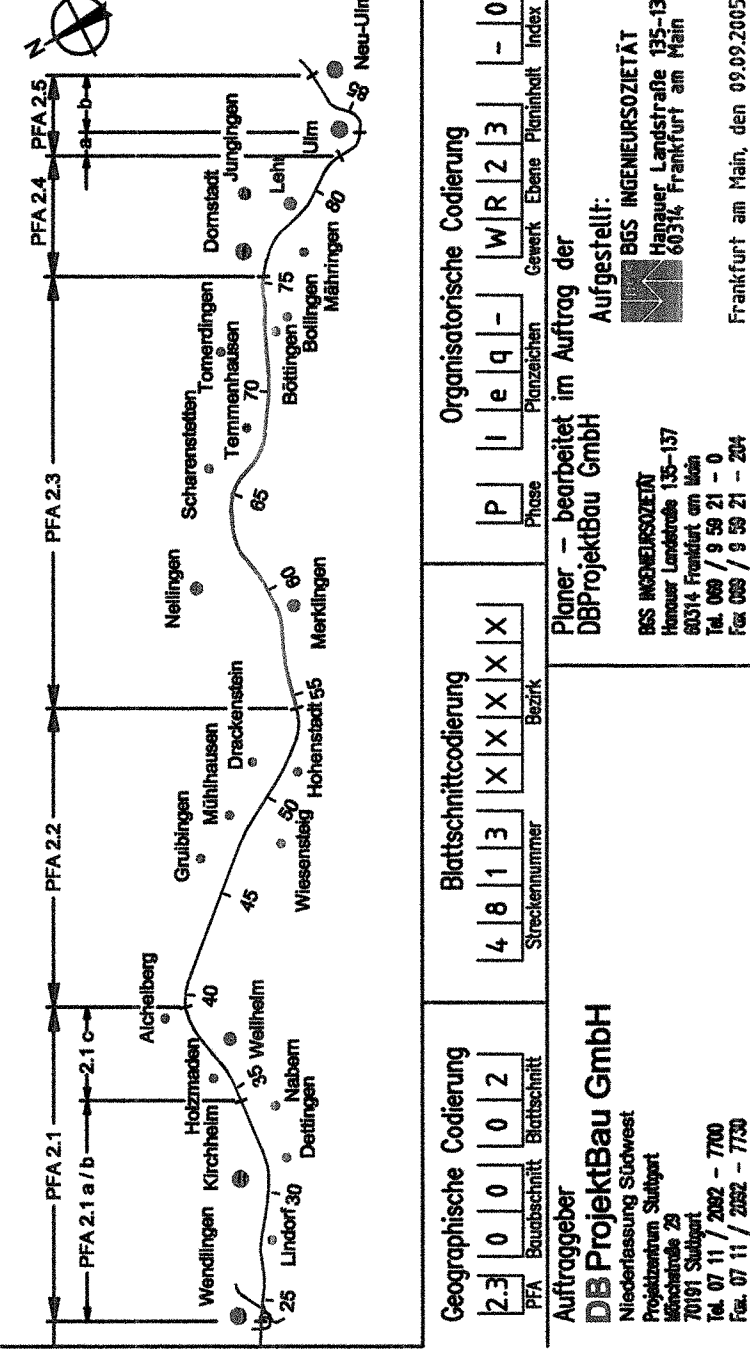 PFA 2.1
PFA 2.2
PFA 2.3
PFA 2.4
PFA 2.5
PFA 2.1 a / b
2.1 c
a
b
N
Wendlingen
Kirchheim
Holzmaden
Aichelberg
Lindorf
Dettingen
Nabern
Weilheim
Gruibingen
Mühlhausen
Drackenstein
Wiesensteig
Hohenstadt
Nellingen
Merklingen
Scharenstetten
Temmenhausen
Tomerdingen
Böttingen
Bollingen
Mähringen
Dornstadt
Jungingen
Lehr
Ulm
Neu-Ulm
25
30
35
40
45
50
55
60
65
70
75
80
85
Geographische Codierung
2.3 0 0 0 2
PFA Bauabschnitt Blattschnitt
Blattschnittcodierung
4 8 1 3 X X X X X
Streckennummer Bezirk
Organisatorische Codierung
P l e q - W R 2 3 - 0
Phase Planzeichen Gewerk Ebene Planinhalt Index
Auftraggeber
DB ProjektBau GmbH
Niederlassung Südwest
Projektzentrum Stuttgart
Mönchstraße 29
70191 Stuttgart
Tel. 07 11 / 2092 - 7700
Fax. 07 11 / 2092 - 7730
Planer - bearbeitet im Auftrag der
DBProjektBau GmbH
BGS INGENIEURSOZIETÄT
Hanauer Landstraße 135-137
60314 Frankfurt am Main
Tel. 069 / 9 59 21 - 0
Fax 069 / 9 59 21 - 204
Aufgestellt:
BGS INGENIEURSOZIETÄT
Hanauer Landstraße 135-13
60314 Frankfurt am Main
Frankfurt am Main, den 09.09.2005